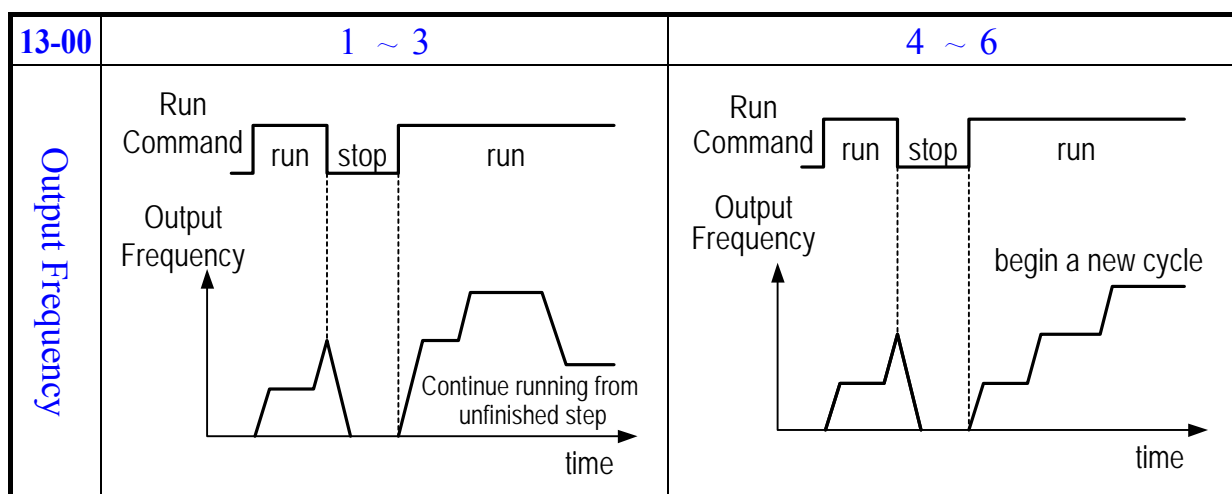 13-00
1 ~ 3
4 ~ 6
Output Frequency
Run
Command
run
stop
run
Output
Frequency
Continue running from
unfinished step
time
Run
Command
run
stop
run
Output
Frequency
begin a new cycle
time